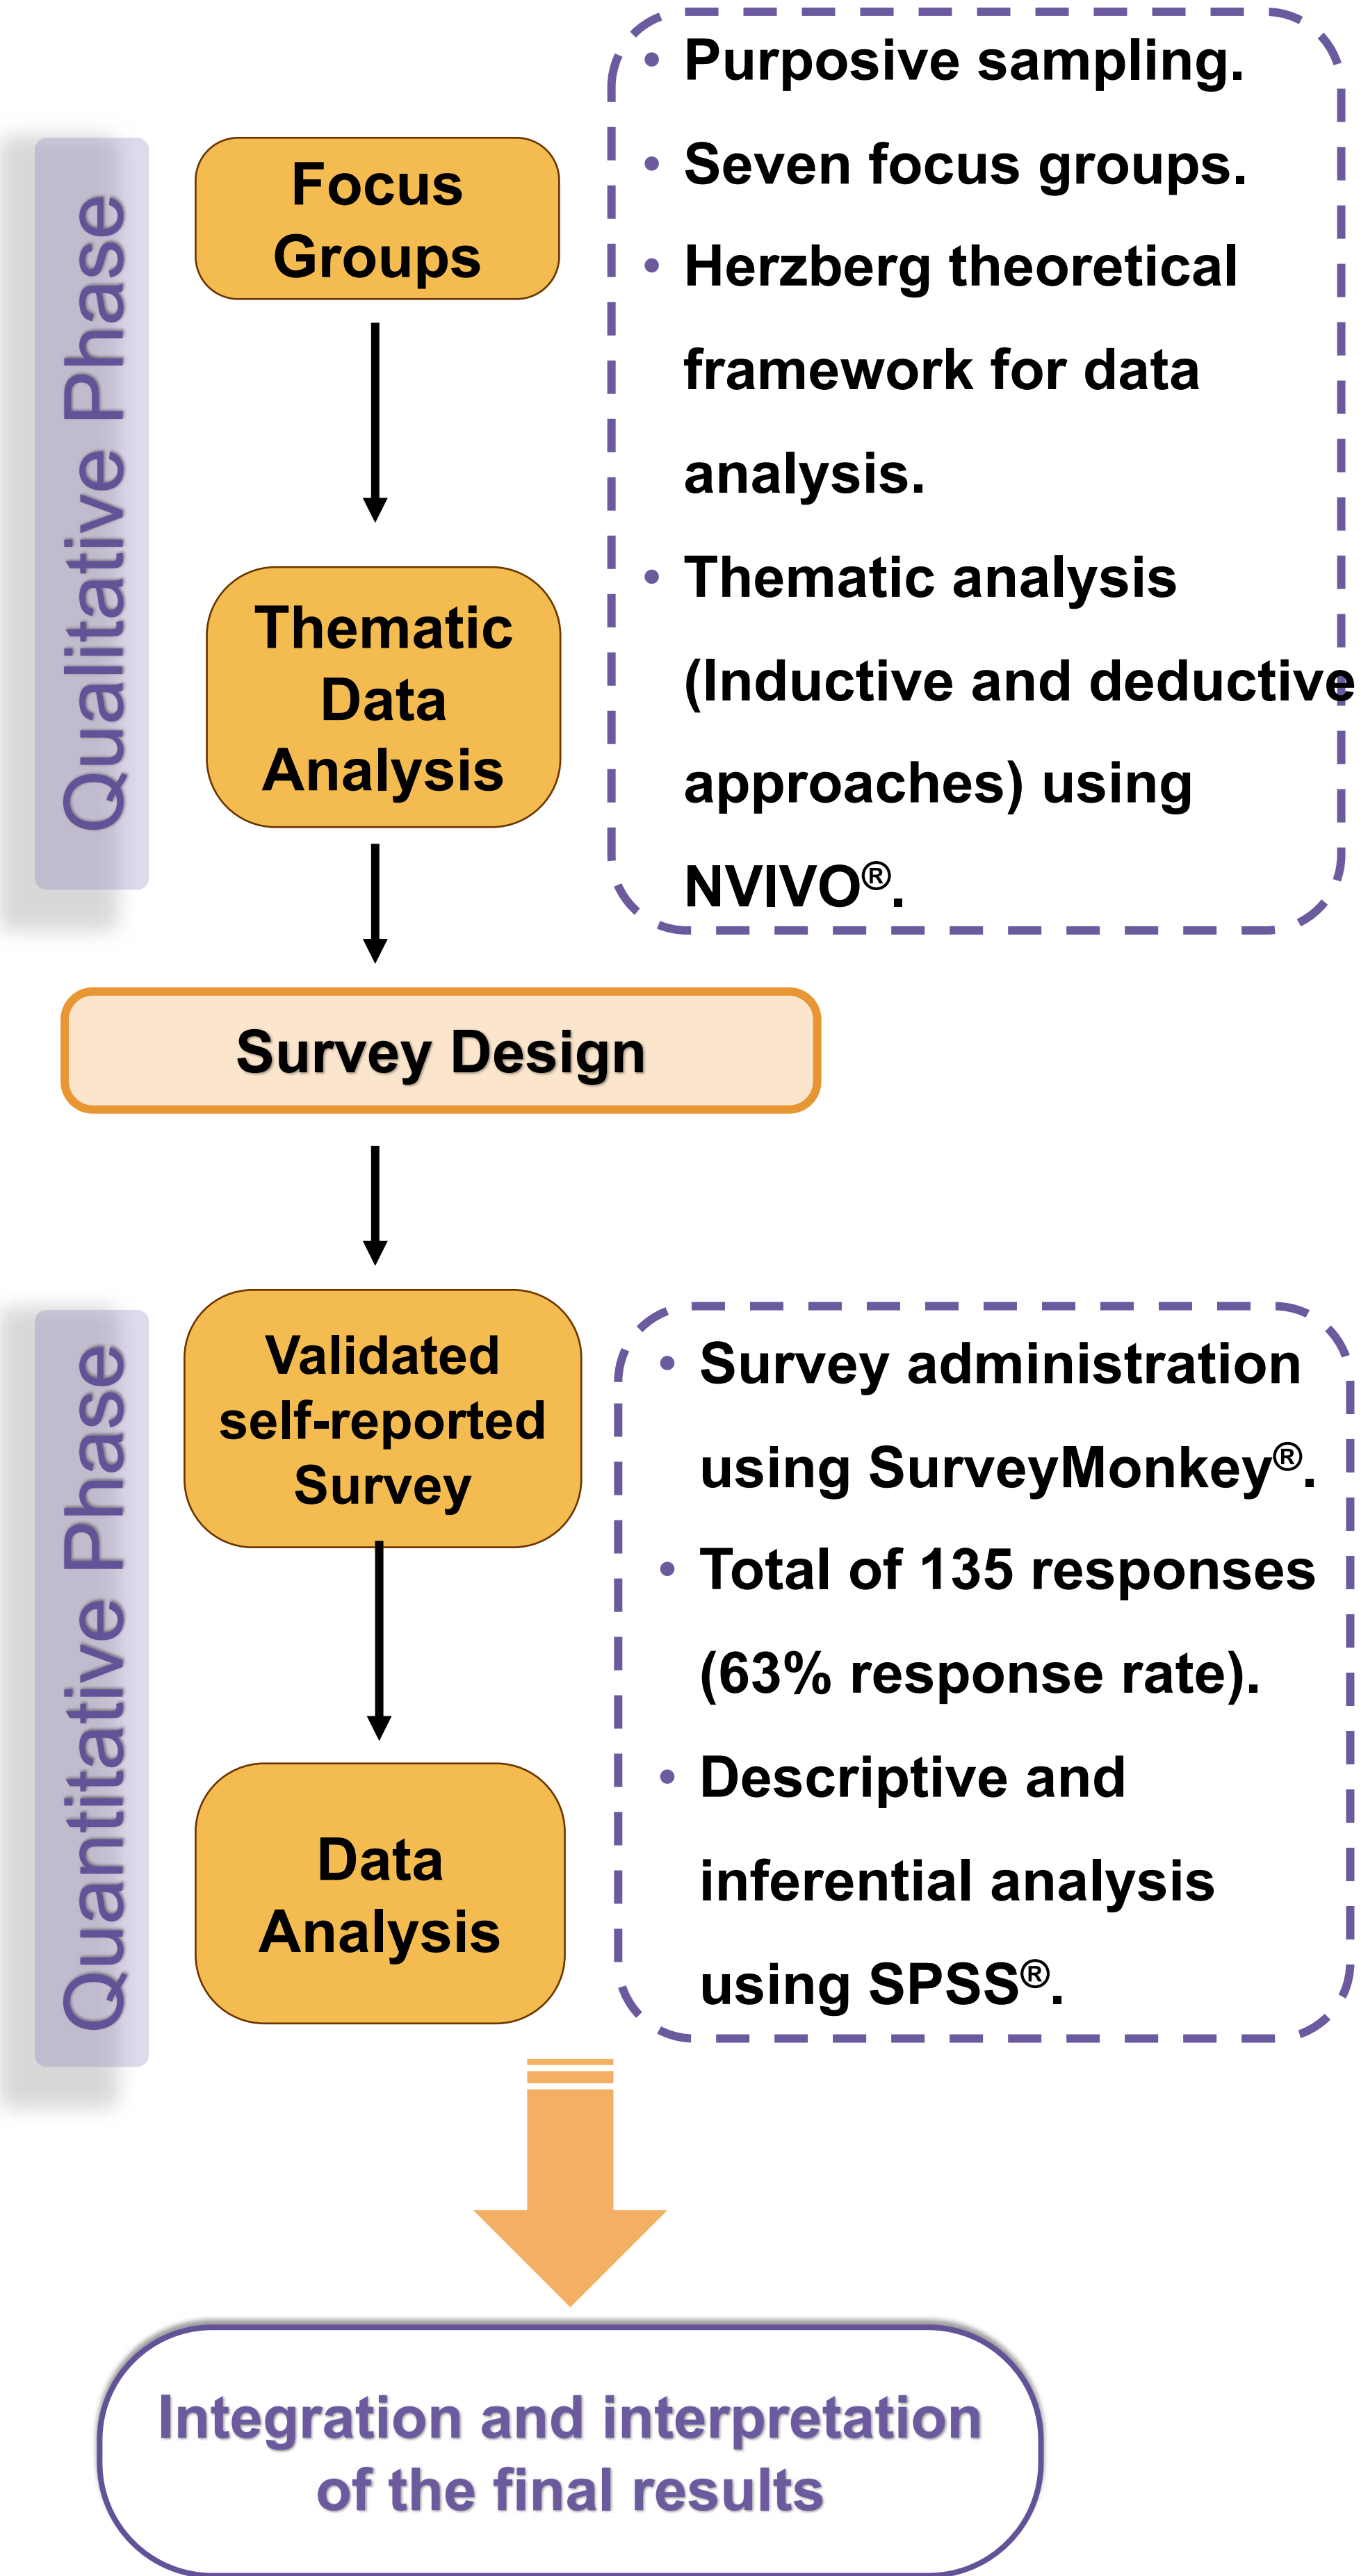 Qualitative Phase
Focus
Groups
• Purposive sampling.
• Seven focus groups.
• Herzberg theoretical
framework for data
analysis.
• Thematic analysis
(Inductive and deductive
approaches) using
NVIVO®.
Thematic
Data
Analysis
Survey Design
Quantitative Phase
Validated
self-reported
Survey
• Survey administration
using SurveyMonkey®.
• Total of 135 responses
(63% response rate).
• Descriptive and
inferential analysis
using SPSS®.
Data
Analysis
Integration and interpretation
of the final results